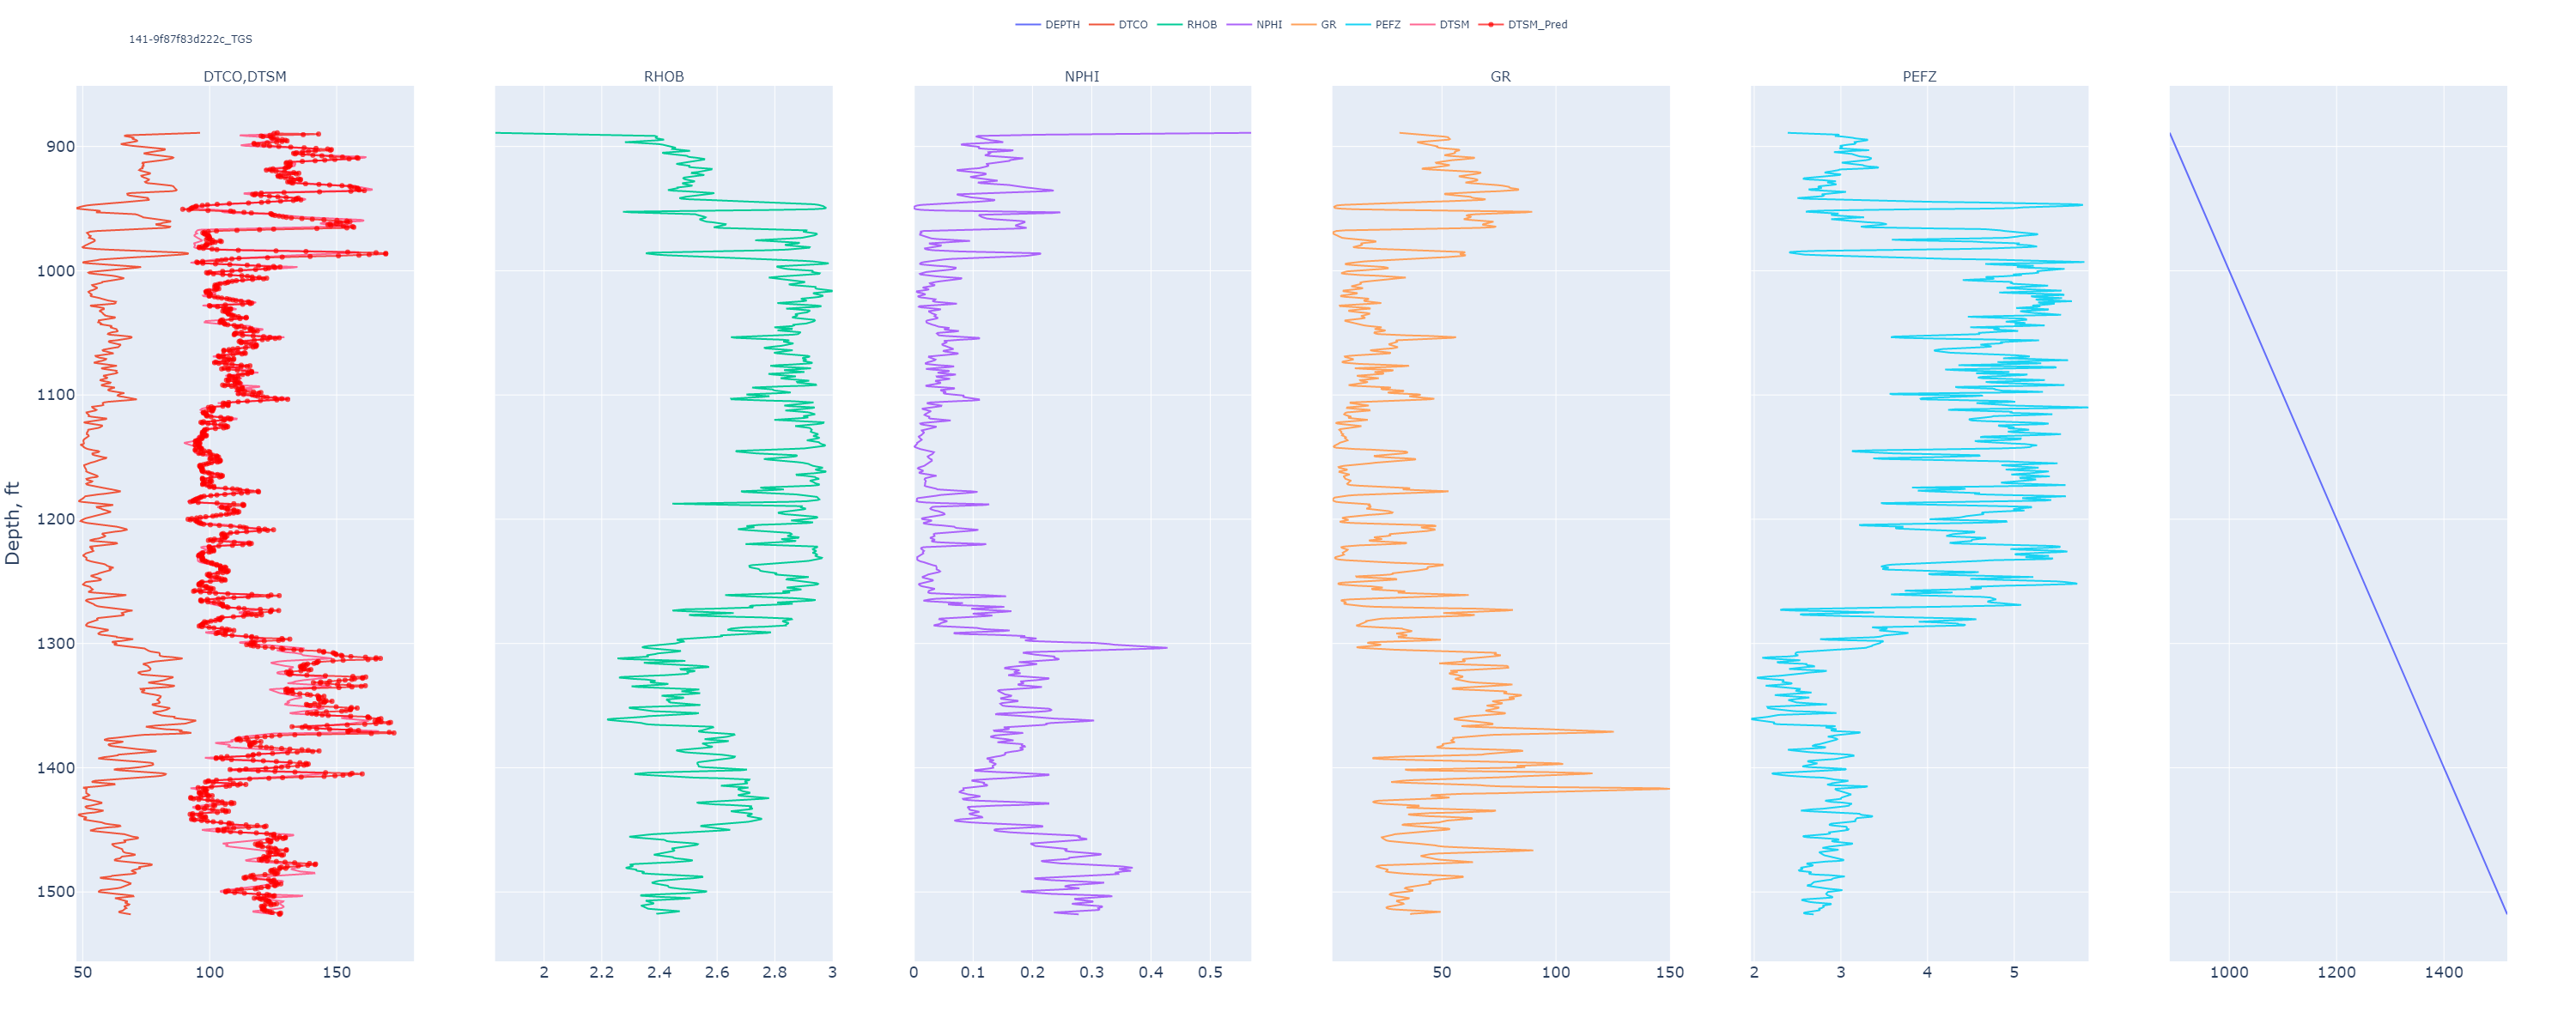 DEPTH DTCO RHOB NPHI GR PEFZ DTSM DTSM_Pred
141-9f87f83d222c_TGS
DTCO,DTSM RHOB NPHI GR PEFZ
900
1000
1100
1200
1300
1400
1500
Depth, ft
50 100 150 2 2.2 2.4 2.6 2.8 3 0 0.1 0.2 0.3 0.4 0.5 50 100 150 2 3 4 5 1000 1200 1400